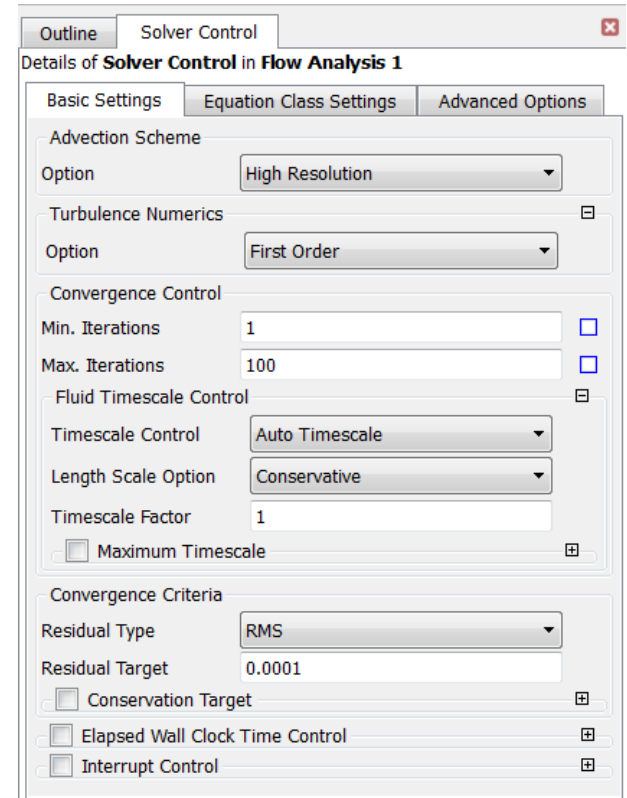 Outline Solver Control
Details of Solver Control in Flow Analysis 1
Basic Settings Equation Class Settings Advanced Options
Advection Scheme
Option High Resolution
Turbulence Numerics
Option First Order
Convergence Control
Min. Iterations 1
Max. Iterations 100
Fluid Timescale Control
Timescale Control Auto Timescale
Length Scale Option Conservative
Timescale Factor 1
Maximum Timescale
Convergence Criteria
Residual Type RMS
Residual Target 0.0001
Conservation Target
Elapsed Wall Clock Time Control
Interrupt Control